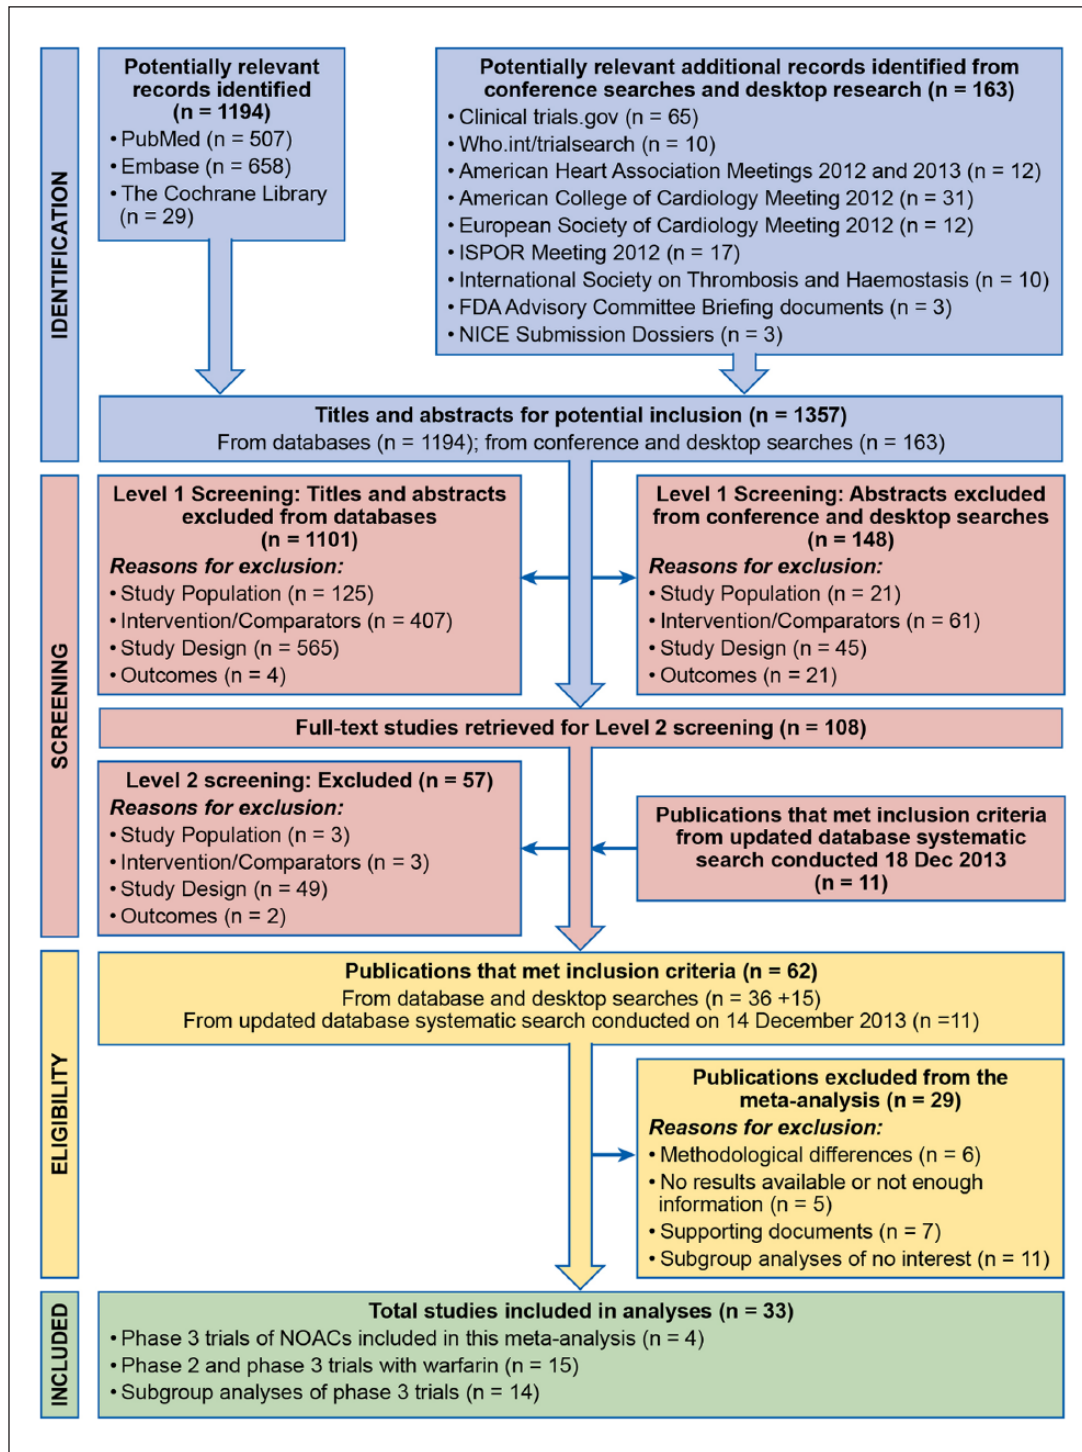 IDENTIFICATION
Potentially relevant
records identified
(n = 1194)
• PubMed (n = 507)
• Embase (n = 658)
• The Cochrane Library
(n = 29)
Potentially relevant additional records identified from
conference searches and desktop research (n = 163)
• Clinical trials.gov (n = 65)
• Who.int/trialsearch (n = 10)
• American Heart Association Meetings 2012 and 2013 (n = 12)
• American College of Cardiology Meeting 2012 (n = 31)
• European Society of Cardiology Meeting 2012 (n = 12)
• ISPOR Meeting 2012 (n = 17)
• International Society on Thrombosis and Haemostasis (n = 10)
• FDA Advisory Committee Briefing documents (n = 3)
• NICE Submission Dossiers (n = 3)
Titles and abstracts for potential inclusion (n = 1357)
From databases (n = 1194); from conference and desktop searches (n = 163)
SCREENING
Level 1 Screening: Titles and abstracts
excluded from databases
(n = 1101)
Reasons for exclusion:
• Study Population (n = 125)
• Intervention/Comparators (n = 407)
• Study Design (n = 565)
• Outcomes (n = 4)
Level 1 Screening: Abstracts excluded
from conference and desktop searches
(n = 148)
Reasons for exclusion:
• Study Population (n = 21)
• Intervention/Comparators (n = 61)
• Study Design (n = 45)
• Outcomes (n = 21)
Full-text studies retrieved for Level 2 screening (n = 108)
Level 2 screening: Excluded (n = 57)
Reasons for exclusion:
• Study Population (n = 3)
• Intervention/Comparators (n = 3)
• Study Design (n = 49)
• Outcomes (n = 2)
Publications that met inclusion criteria
from updated database systematic
search conducted 18 Dec 2013
(n = 11)
ELIGIBILITY
Publications that met inclusion criteria (n = 62)
From database and desktop searches (n = 36 +15)
From updated database systematic search conducted on 14 December 2013 (n =11)
Publications excluded from the
meta-analysis (n = 29)
Reasons for exclusion:
• Methodological differences (n = 6)
• No results available or not enough
information (n = 5)
• Supporting documents (n = 7)
• Subgroup analyses of no interest (n = 11)
INCLUDED
Total studies included in analyses (n = 33)
• Phase 3 trials of NOACs included in this meta-analysis (n = 4)
• Phase 2 and phase 3 trials with warfarin (n = 15)
• Subgroup analyses of phase 3 trials (n = 14)